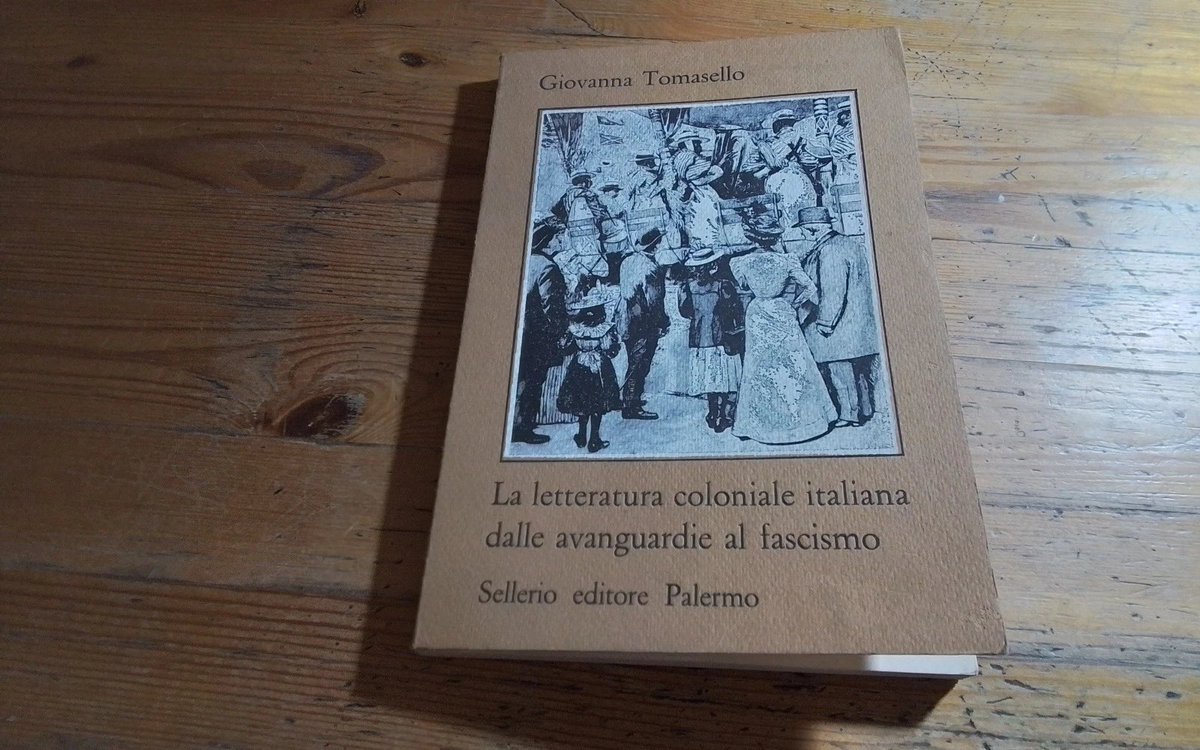 Giovanna Tomasello
La letteratura coloniale italiana
dalle avanguardie al fascismo
Sellerio editore Palermo